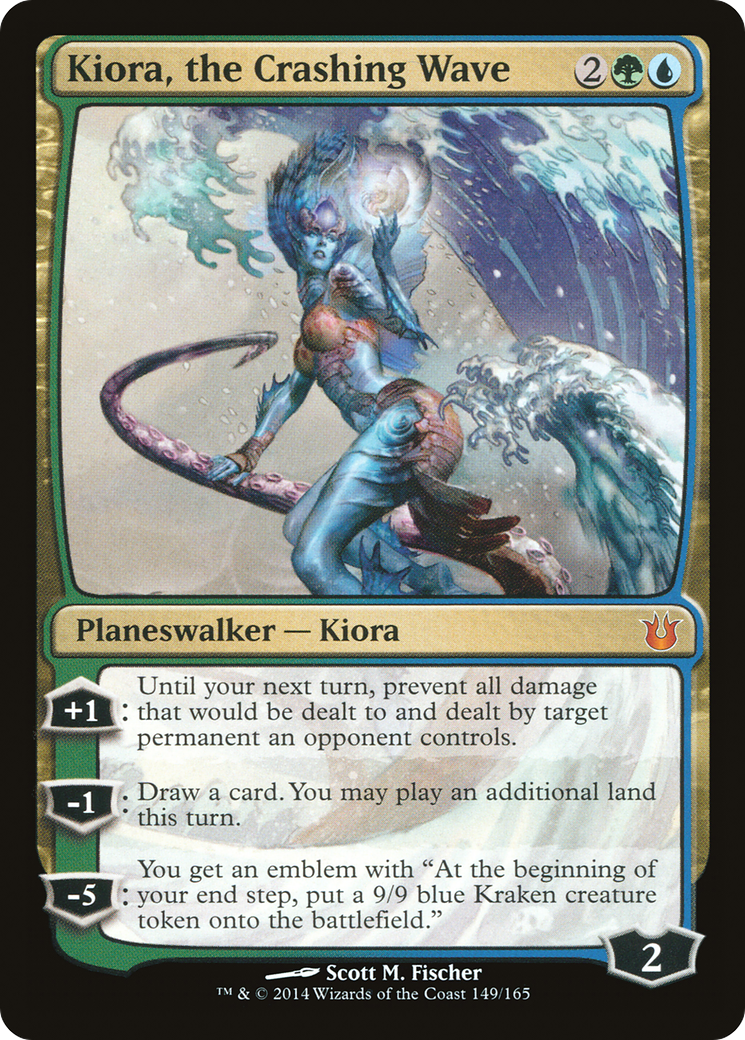 Kiora, the Crashing Wave 2
Planeswalker — Kiora
+1 : Until your next turn, prevent all damage
that would be dealt to and dealt by target
permanent an opponent controls.
-1 : Draw a card. You may play an additional land
this turn.
-5 : You get an emblem with “At the beginning of
your end step, put a 9/9 blue Kraken creature
token onto the battlefield.”
2
Scott M. Fischer
™ & © 2014 Wizards of the Coast 149/165